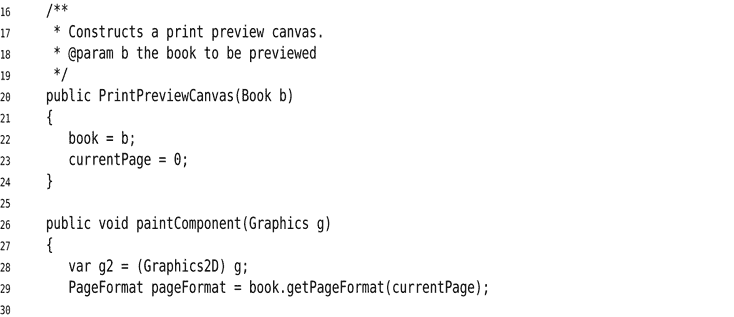 16 /**
17 * Constructs a print preview canvas.
18 * @param b the book to be previewed
19 */
20 public PrintPreviewCanvas(Book b)
21 {
22 book = b;
23 currentPage = 0;
24 }
25
26 public void paintComponent(Graphics g)
27 {
28 var g2 = (Graphics2D) g;
29 PageFormat pageFormat = book.getPageFormat(currentPage);
30